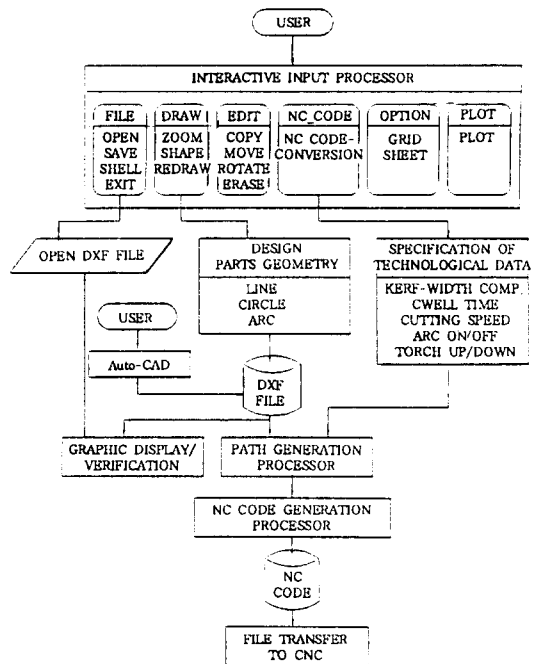 USER
INTERACTIVE INPUT PROCESSOR
FILE
OPEN
SAVE
SHELL
EXIT
DRAW
ZOOM
SHAPE
REDRAW
EDIT
COPY
MOVE
ROTATE
ERASE
NC_CODE
NC CODE-
CONVERSION
OPTION
GRID
SHEET
PLOT
PLOT
OPEN DXF FILE
DESIGN
PARTS GEOMETRY
LINE
CIRCLE
ARC
SPECIFICATION OF
TECHNOLOGICAL DATA
KERF-WIDTH COMP.
CWELL TIME
CUTTING SPEED
ARC ON/OFF
TORCH UP/DOWN
USER
Auto-CAD
DXF
FILE
GRAPHIC DISPLAY/
VERIFICATION
PATH GENERATION
PROCESSOR
NC CODE GENERATION
PROCESSOR
NC
CODE
FILE TRANSFER
TO CNC